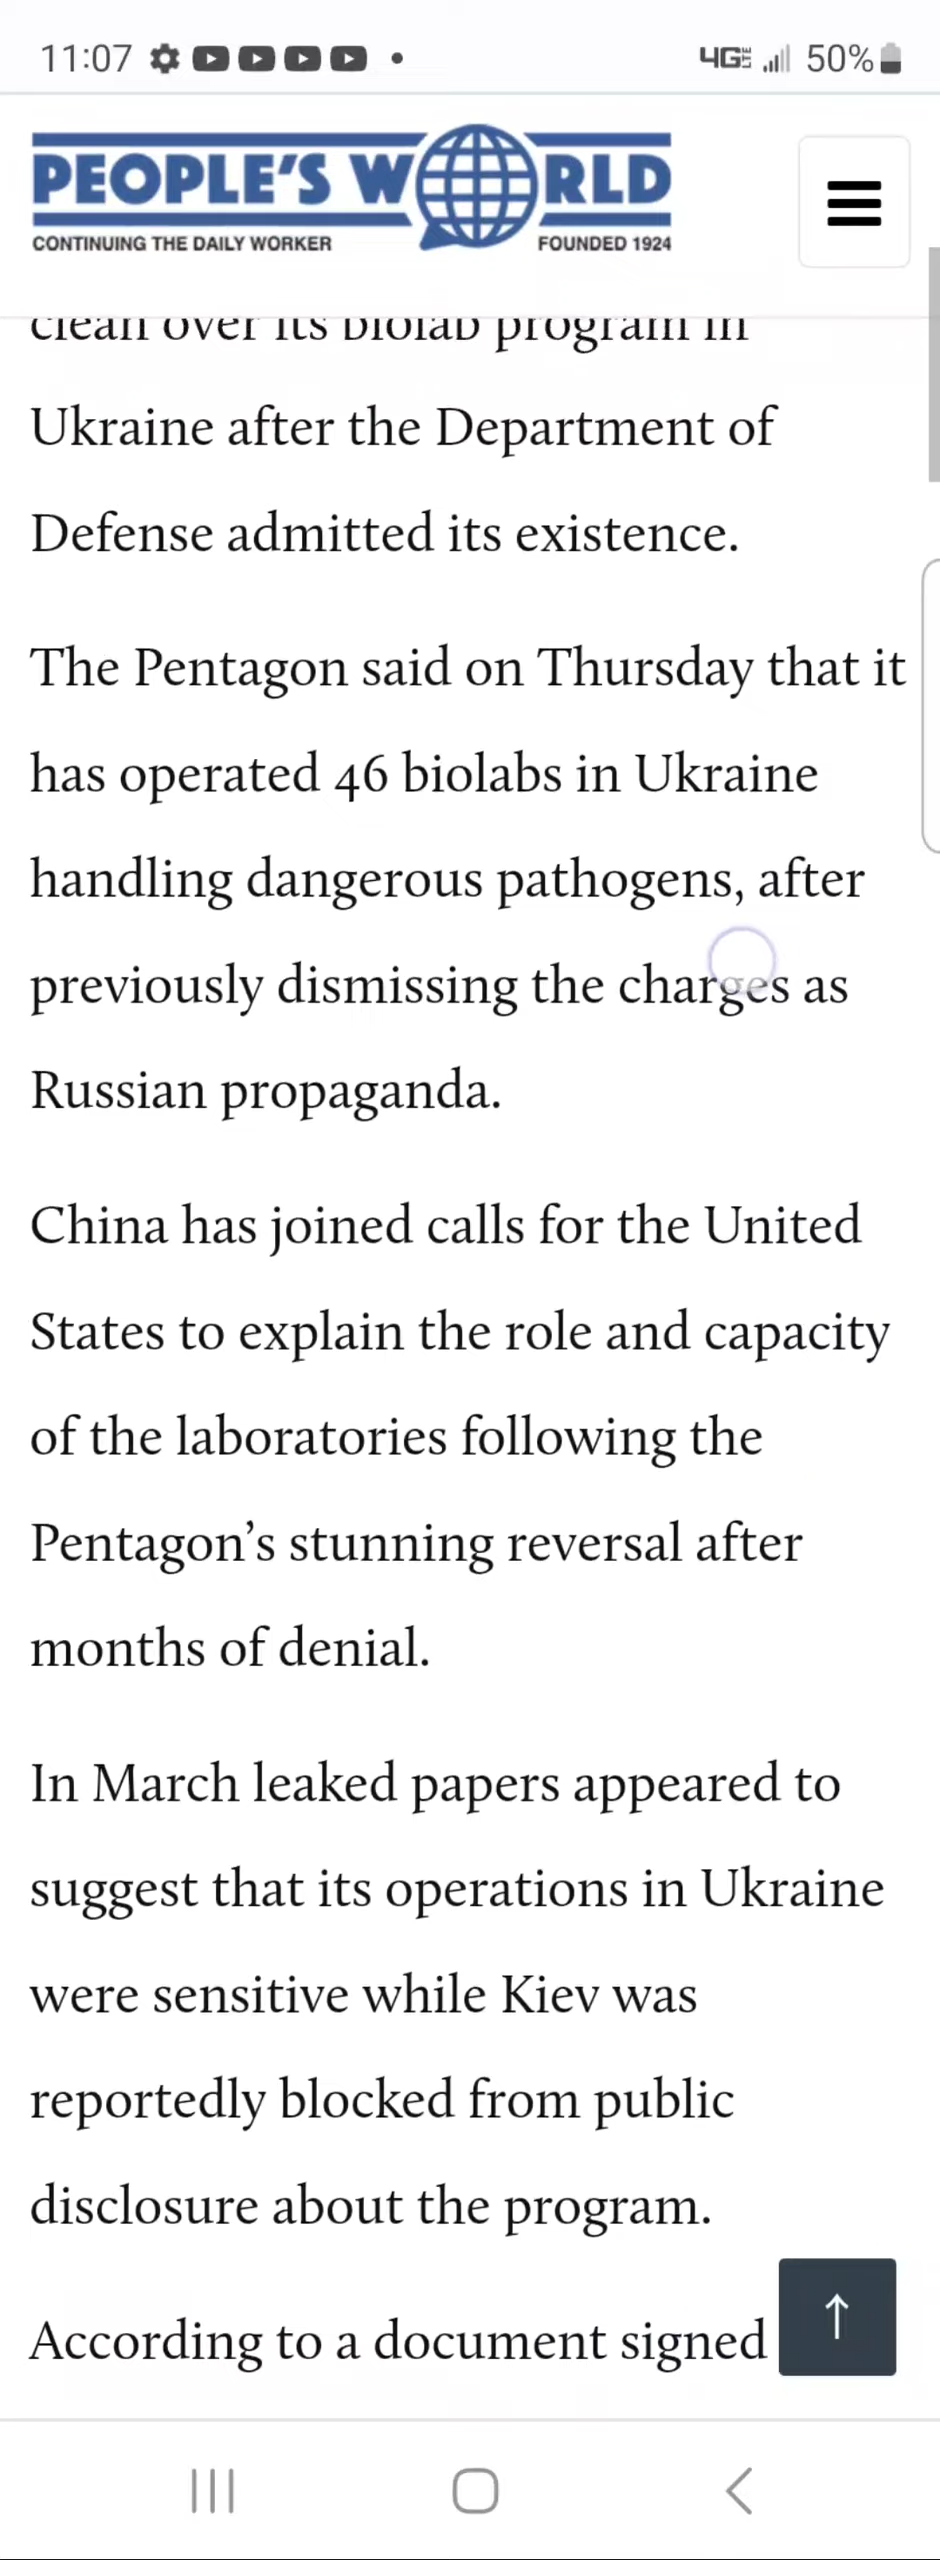 11:07
4G LTE 50%
PEOPLE'S WORLD
CONTINUING THE DAILY WORKER FOUNDED 1924
clean over its biolab program in
Ukraine after the Department of
Defense admitted its existence.
The Pentagon said on Thursday that it
has operated 46 biolabs in Ukraine
handling dangerous pathogens, after
previously dismissing the charges as
Russian propaganda.
China has joined calls for the United
States to explain the role and capacity
of the laboratories following the
Pentagon’s stunning reversal after
months of denial.
In March leaked papers appeared to
suggest that its operations in Ukraine
were sensitive while Kiev was
reportedly blocked from public
disclosure about the program.
According to a document signed